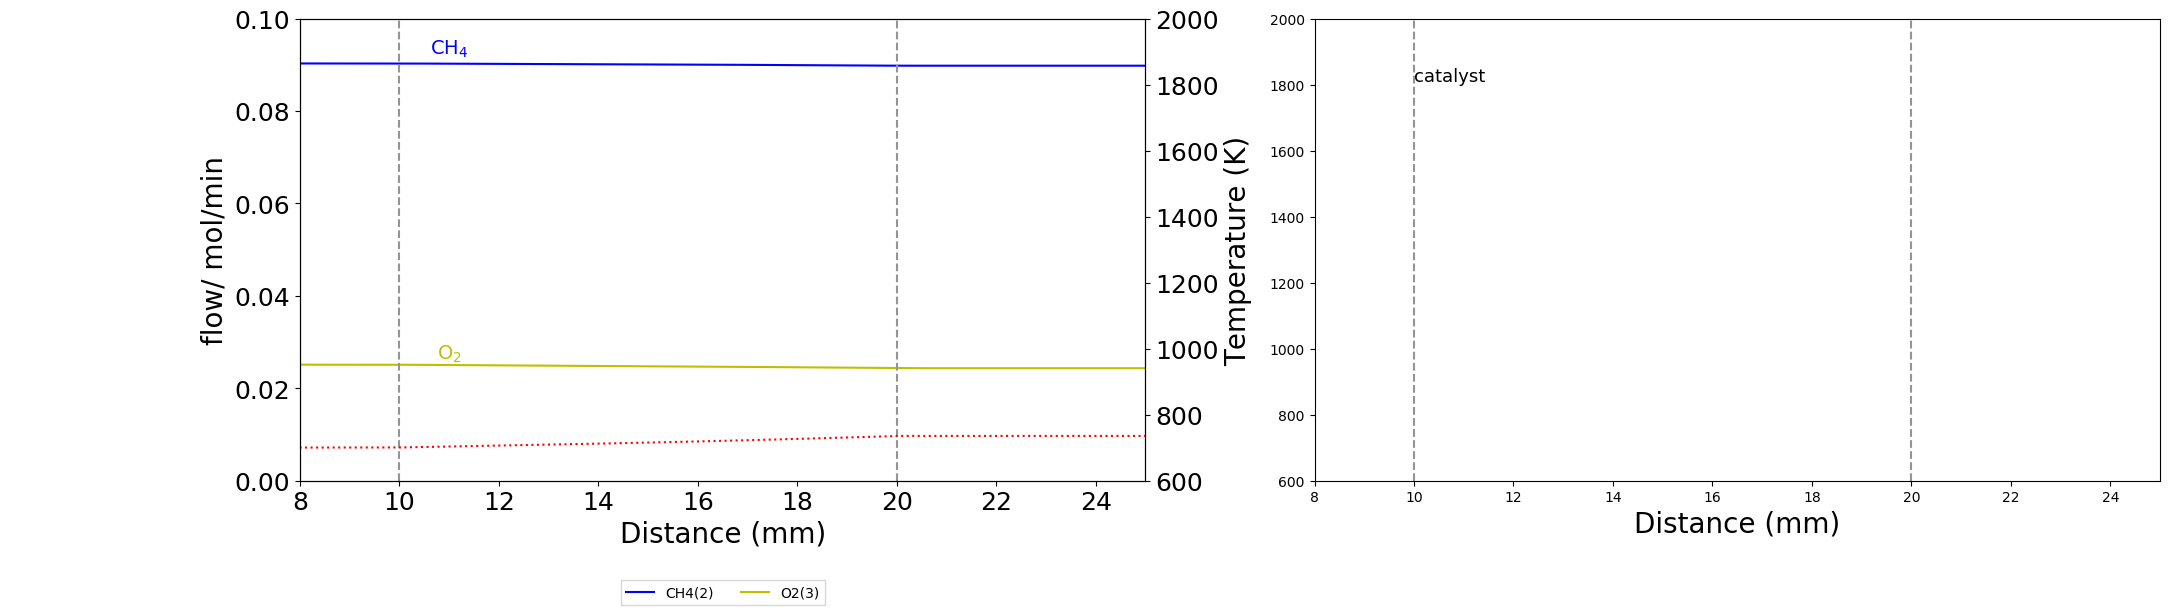 0.10
0.08
0.06
0.04
0.02
0.00
flow/ mol/min
CH₄
O₂
8 10 12 14 16 18 20 22 24
Distance (mm)
2000
1800
1600
1400
1200
1000
800
600
Temperature (K)
CH4(2) O2(3)
2000
1800
1600
1400
1200
1000
800
600
catalyst
8 10 12 14 16 18 20 22 24
Distance (mm)